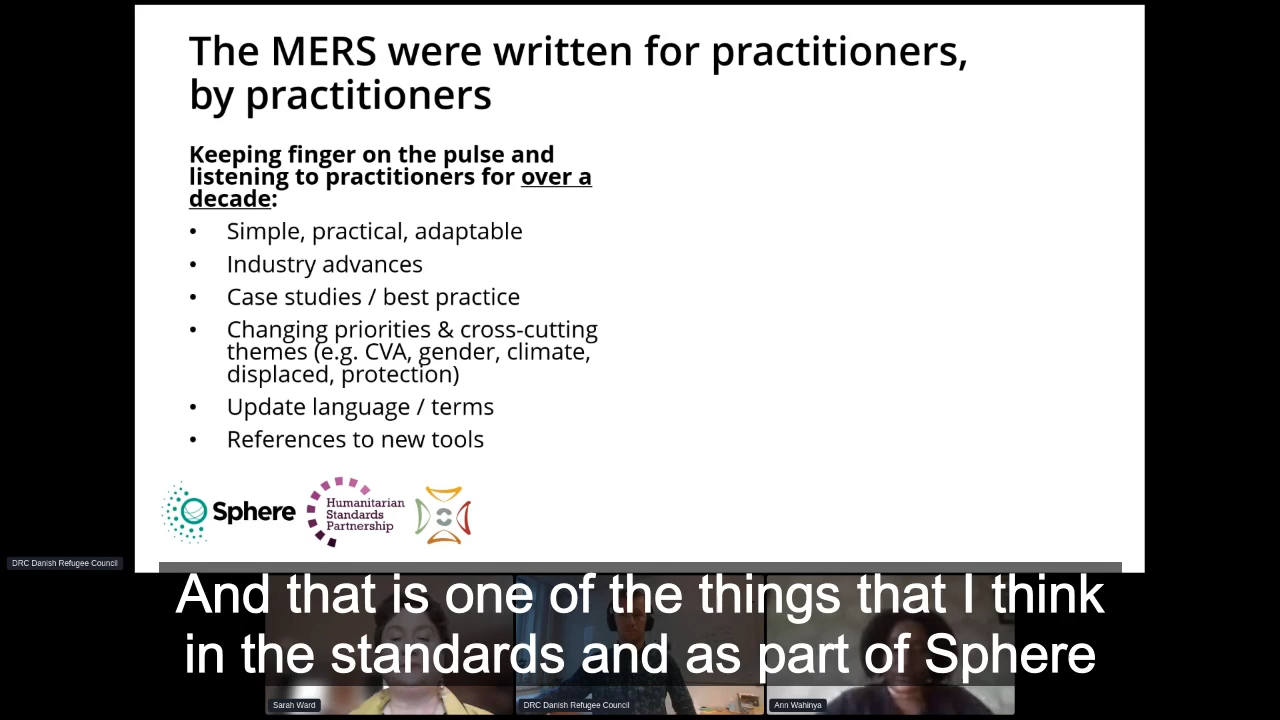 The MERS were written for practitioners,
by practitioners
Keeping finger on the pulse and
listening to practitioners for over a
decade:
• Simple, practical, adaptable
• Industry advances
• Case studies / best practice
• Changing priorities & cross-cutting
themes (e.g. CVA, gender, climate,
displaced, protection)
• Update language / terms
• References to new tools
Sphere
Humanitarian
Standards
Partnership
DRC Danish Refugee Council
And that is one of the things that I think
in the standards and as part of Sphere
Sarah Ward
DRC Danish Refugee Council
Ann Wahinya